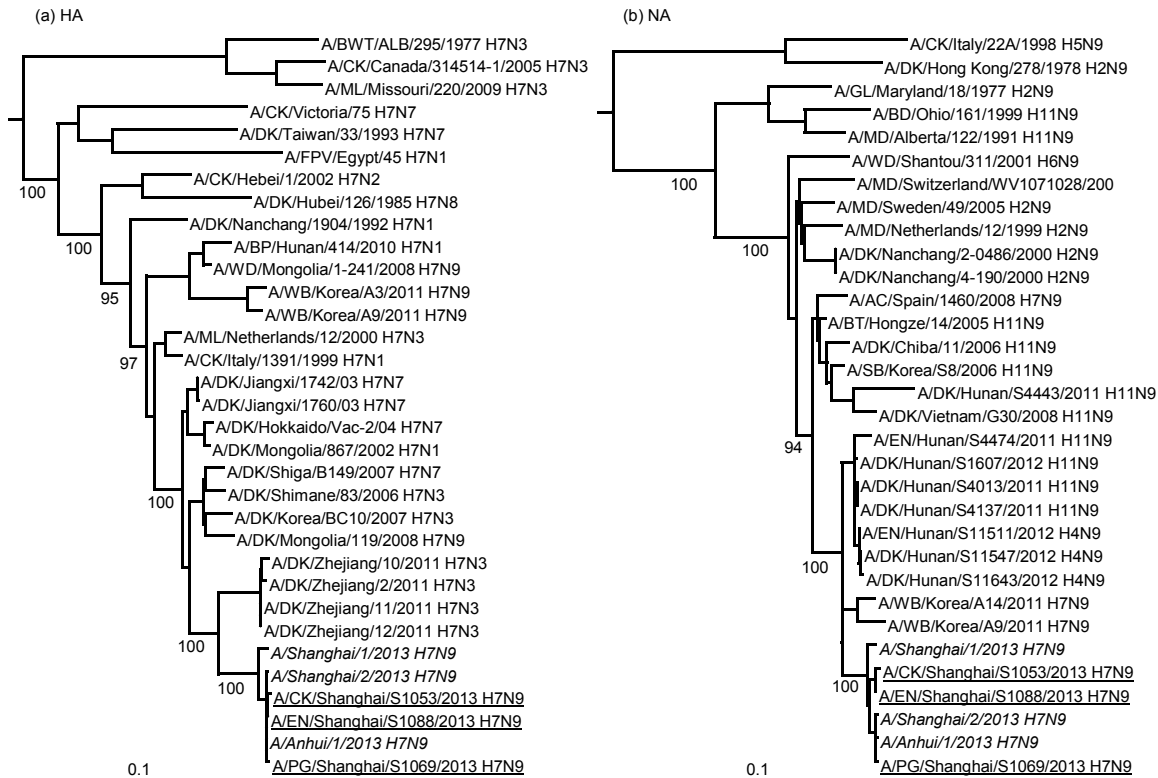 (a) HA
A/BWT/ALB/295/1977 H7N3
A/CK/Canada/314514-1/2005 H7N3
A/ML/Missouri/220/2009 H7N3
A/CK/Victoria/75 H7N7
A/DK/Taiwan/33/1993 H7N7
A/FPV/Egypt/45 H7N1
100
A/CK/Hebei/1/2002 H7N2
A/DK/Hubei/126/1985 H7N8
A/DK/Nanchang/1904/1992 H7N1
100
A/BP/Hunan/414/2010 H7N1
A/WD/Mongolia/1-241/2008 H7N9
A/WB/Korea/A3/2011 H7N9
95
A/WB/Korea/A9/2011 H7N9
A/ML/Netherlands/12/2000 H7N3
97
A/CK/Italy/1391/1999 H7N1
A/DK/Jiangxi/1742/03 H7N7
A/DK/Jiangxi/1760/03 H7N7
A/DK/Hokkaido/Vac-2/04 H7N7
A/DK/Mongolia/867/2002 H7N1
A/DK/Shiga/B149/2007 H7N7
100
A/DK/Shimane/83/2006 H7N3
A/DK/Korea/BC10/2007 H7N3
A/DK/Mongolia/119/2008 H7N9
A/DK/Zhejiang/10/2011 H7N3
A/DK/Zhejiang/2/2011 H7N3
A/DK/Zhejiang/11/2011 H7N3
A/DK/Zhejiang/12/2011 H7N3
100
A/Shanghai/1/2013 H7N9
A/Shanghai/2/2013 H7N9
100
A/CK/Shanghai/S1053/2013 H7N9
A/EN/Shanghai/S1088/2013 H7N9
A/Anhui/1/2013 H7N9
A/PG/Shanghai/S1069/2013 H7N9
0.1
(b) NA
A/CK/Italy/22A/1998 H5N9
A/DK/Hong Kong/278/1978 H2N9
A/GL/Maryland/18/1977 H2N9
A/BD/Ohio/161/1999 H11N9
A/MD/Alberta/122/1991 H11N9
A/WD/Shantou/311/2001 H6N9
100
A/MD/Switzerland/WV1071028/200
A/MD/Sweden/49/2005 H2N9
A/MD/Netherlands/12/1999 H2N9
100
A/DK/Nanchang/2-0486/2000 H2N9
A/DK/Nanchang/4-190/2000 H2N9
A/AC/Spain/1460/2008 H7N9
A/BT/Hongze/14/2005 H11N9
A/DK/Chiba/11/2006 H11N9
A/SB/Korea/S8/2006 H11N9
A/DK/Hunan/S4443/2011 H11N9
A/DK/Vietnam/G30/2008 H11N9
A/EN/Hunan/S4474/2011 H11N9
94
A/DK/Hunan/S1607/2012 H11N9
A/DK/Hunan/S4013/2011 H11N9
A/DK/Hunan/S4137/2011 H11N9
A/EN/Hunan/S11511/2012 H4N9
A/DK/Hunan/S11547/2012 H4N9
100
A/DK/Hunan/S11643/2012 H4N9
A/WB/Korea/A14/2011 H7N9
A/WB/Korea/A9/2011 H7N9
A/Shanghai/1/2013 H7N9
A/CK/Shanghai/S1053/2013 H7N9
100
A/EN/Shanghai/S1088/2013 H7N9
A/Shanghai/2/2013 H7N9
A/Anhui/1/2013 H7N9
A/PG/Shanghai/S1069/2013 H7N9
0.1